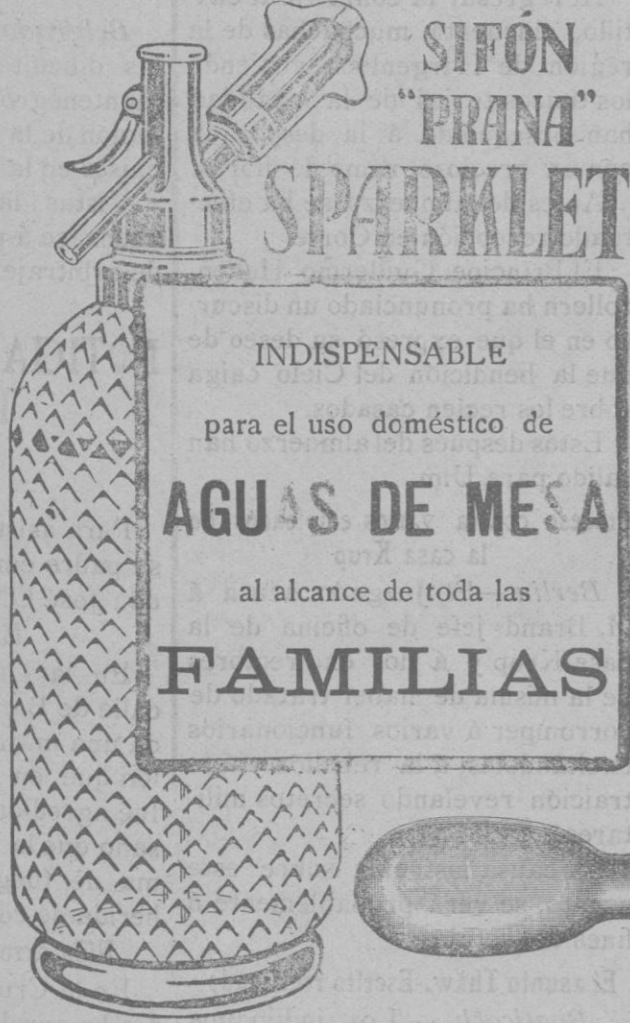 SIFÓN
"PRANA"
SPARKLET
INDISPENSABLE
para el uso doméstico de
AGUAS DE MESA
al alcance de toda las
FAMILIAS